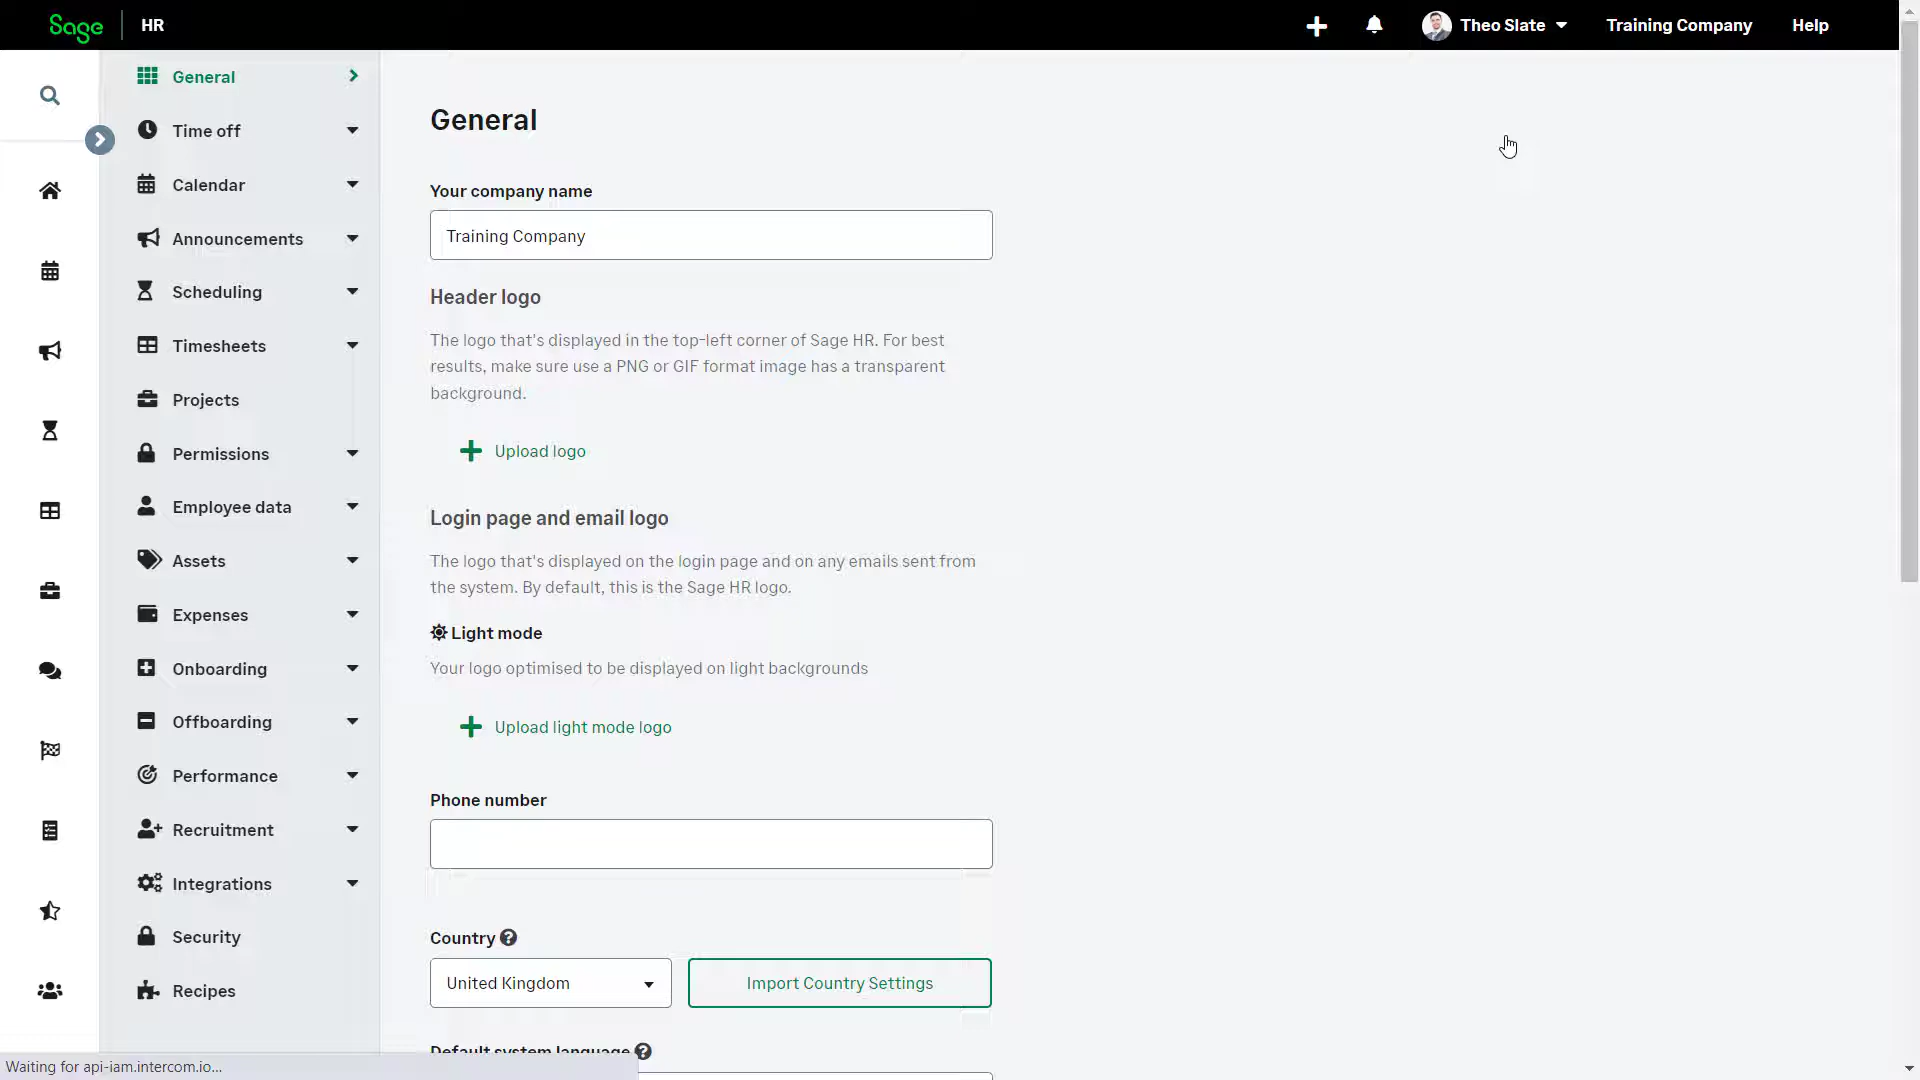 Sage HR Theo Slate Training Company Help
General
Time off
Calendar
Announcements
Scheduling
Timesheets
Projects
Permissions
Employee data
Assets
Expenses
Onboarding
Offboarding
Performance
Recruitment
Integrations
Security
Recipes
General
Your company name
Training Company
Header logo
The logo that's displayed in the top-left corner of Sage HR. For best
results, make sure use a PNG or GIF format image has a transparent
background.
Upload logo
Login page and email logo
The logo that's displayed on the login page and on any emails sent from
the system. By default, this is the Sage HR logo.
Light mode
Your logo optimised to be displayed on light backgrounds
Upload light mode logo
Phone number
Country
United Kingdom Import Country Settings
Default system language
Waiting for api-iam.intercom.io...